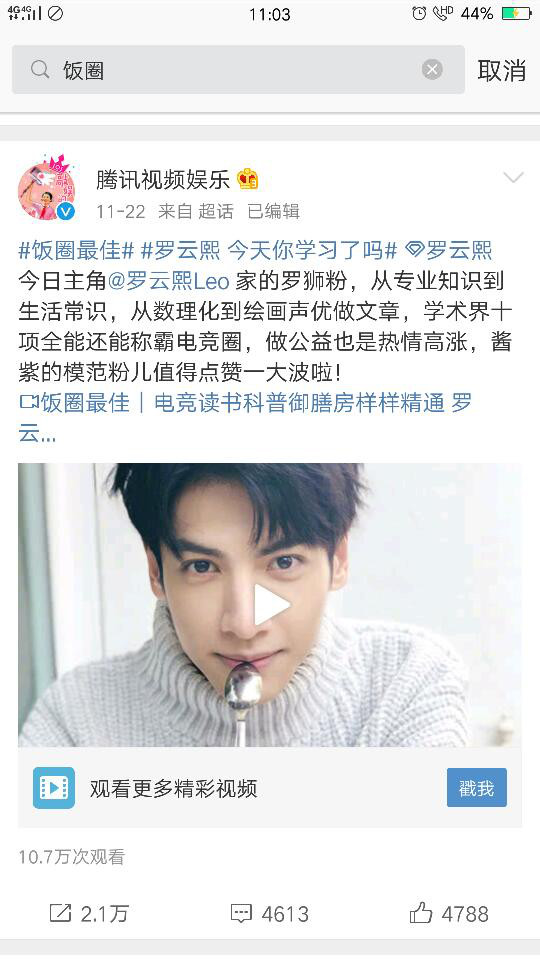 4G 4G
11:03
HD 44%
饭圈
取消
腾讯视频娱乐
11-22 来自 超话 已编辑
#饭圈最佳# #罗云熙 今天你学习了吗# 罗云熙
今日主角@罗云熙Leo 家的罗狮粉，从专业知识到
生活常识，从数理化到绘画声优做文章，学术界十
项全能还能称霸电竞圈，做公益也是热情高涨，酱
紫的模范粉儿值得点赞一大波啦！
饭圈最佳｜电竞读书科普御膳房样样精通 罗
云...
观看更多精彩视频
戳我
10.7万次观看
2.1万
4613
4788